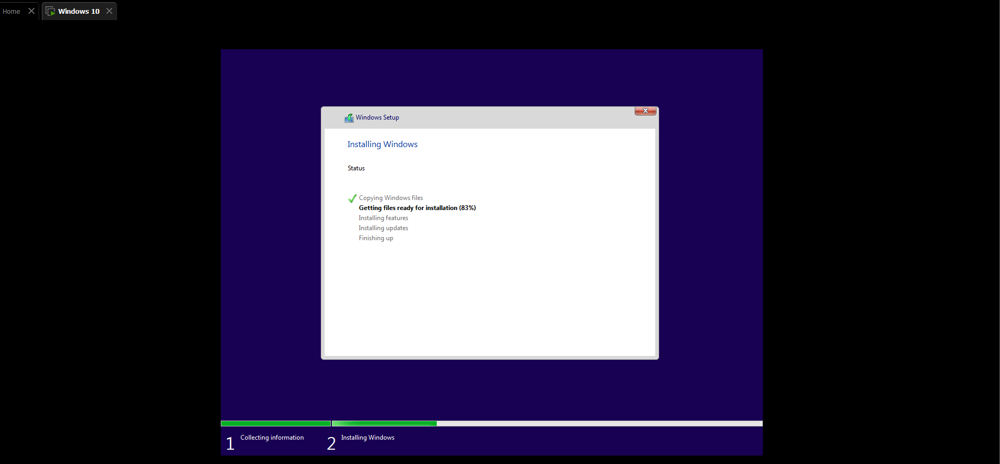 Home
Windows 10
Windows Setup
Installing Windows
Status
Copying Windows files
Getting files ready for installation (83%)
Installing features
Installing updates
Finishing up
1 Collecting information 2 Installing Windows